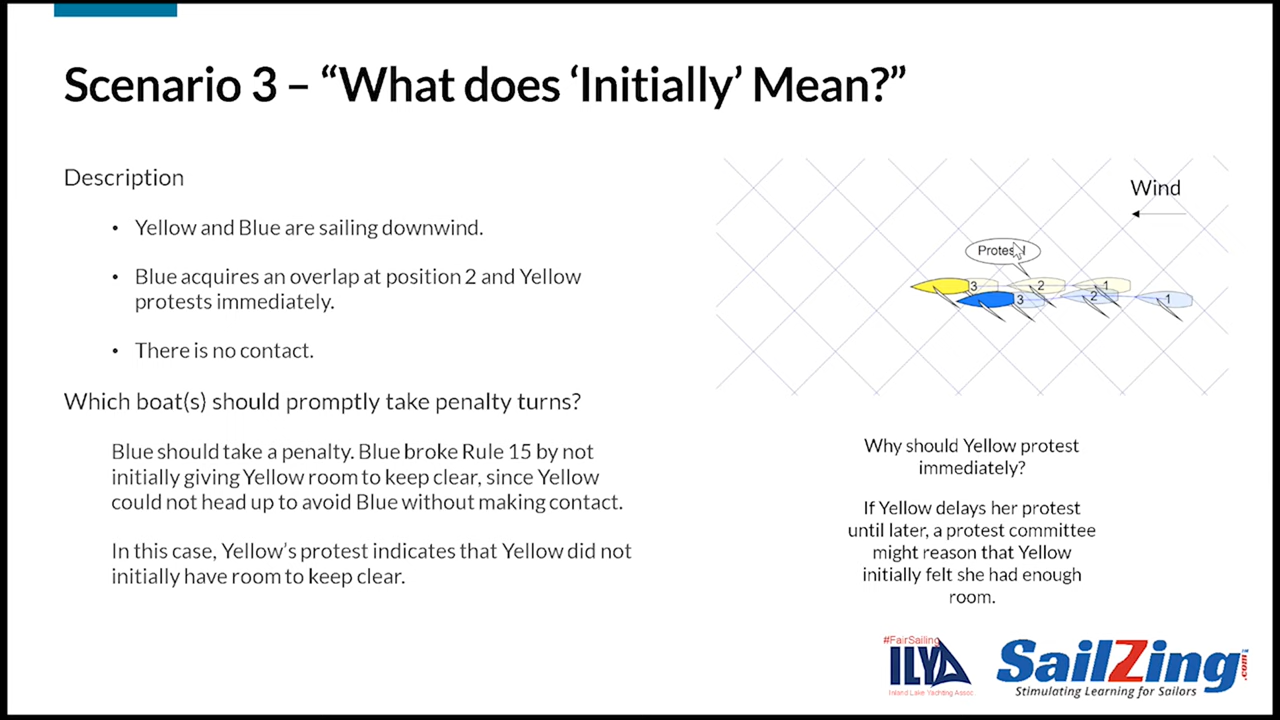 Scenario 3 – “What does ‘Initially’ Mean?”
Description
• Yellow and Blue are sailing downwind.
• Blue acquires an overlap at position 2 and Yellow
protests immediately.
• There is no contact.
Which boat(s) should promptly take penalty turns?
Blue should take a penalty. Blue broke Rule 15 by not
initially giving Yellow room to keep clear, since Yellow
could not head up to avoid Blue without making contact.
In this case, Yellow’s protest indicates that Yellow did not
initially have room to keep clear.
Wind
3 2 1
3 2 1
Why should Yellow protest
immediately?
If Yellow delays her protest
until later, a protest committee
might reason that Yellow
initially felt she had enough
room.
#FairSailing
ILYA
Inland Lake Yachting Assoc.
SailZing.com
Stimulating Learning for Sailors